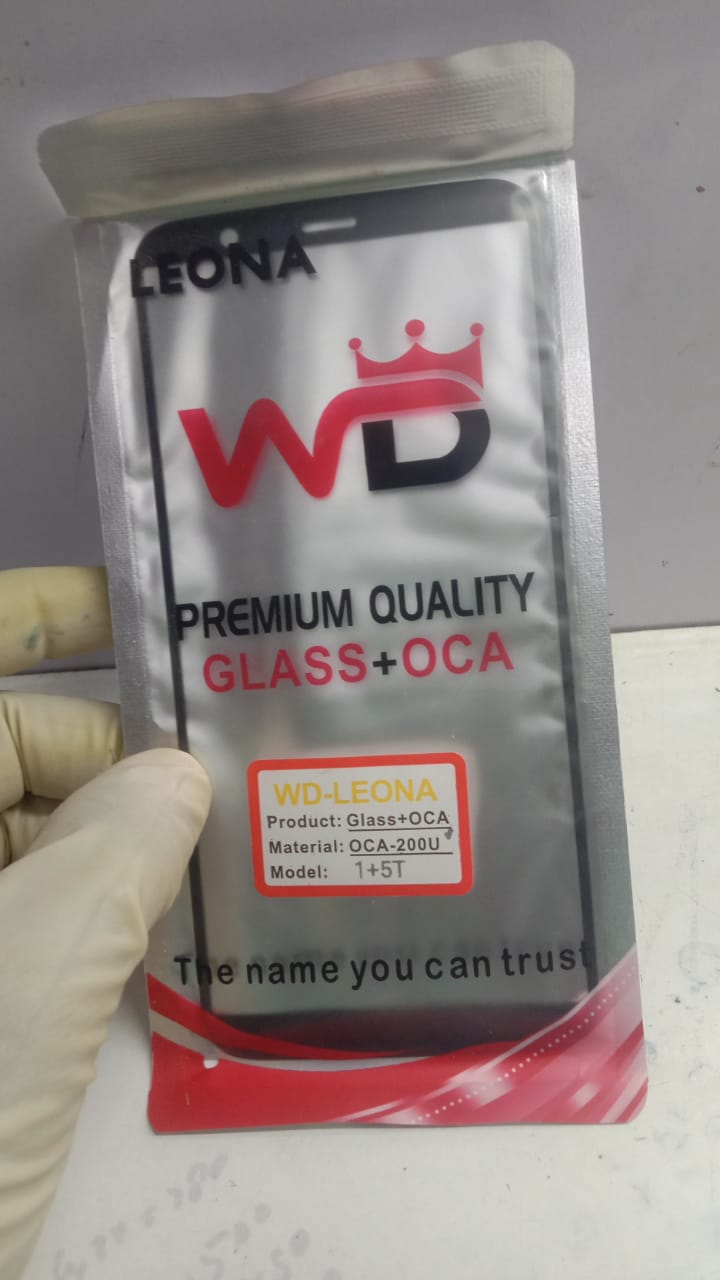 LEONA
WD
PREMIUM QUALITY
GLASS+OCA
WD-LEONA
Product: Glass+OCA
Material: OCA-200U
Model: 1+5T
The name you can trust